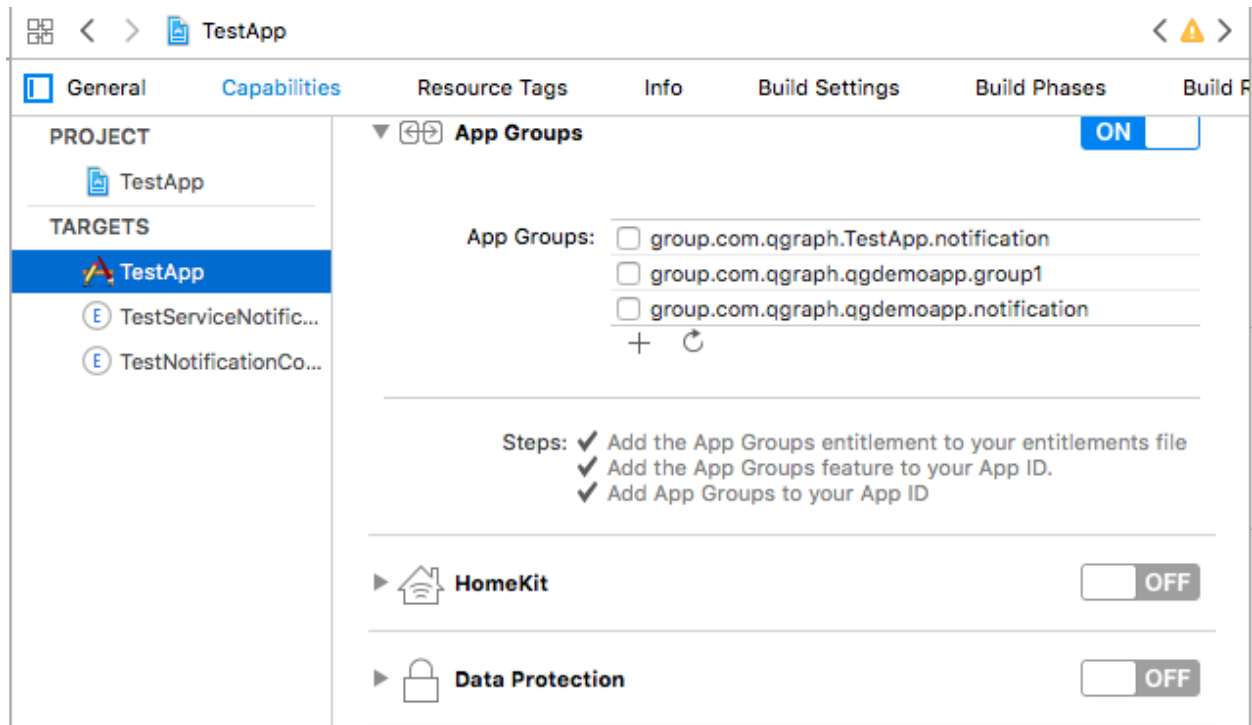 TestApp
General Capabilities Resource Tags Info Build Settings Build Phases Build R
PROJECT
TestApp
TARGETS
TestApp
E TestServiceNotific...
E TestNotificationCo...
App Groups ON
App Groups: group.com.qgraph.TestApp.notification
group.com.qgraph.qgdemoapp.group1
group.com.qgraph.qgdemoapp.notification
Steps: ✔ Add the App Groups entitlement to your entitlements file
✔ Add the App Groups feature to your App ID.
✔ Add App Groups to your App ID
HomeKit OFF
Data Protection OFF